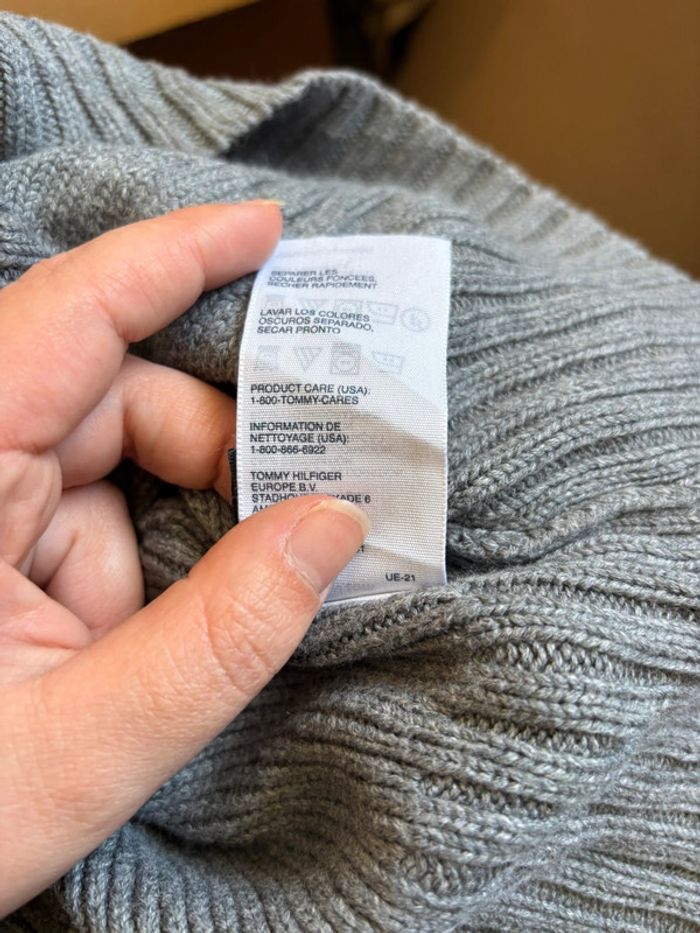 SEPARER LES
COULEURS FONCEES,
SECHER RAPIDEMENT
LAVAR LOS COLORES
OSCUROS SEPARADO,
SECAR PRONTO
PRODUCT CARE (USA):
1-800-TOMMY-CARES
INFORMATION DE
NETTOYAGE (USA):
1-800-866-6922
TOMMY HILFIGER
EUROPE B.V.
6
UE-21